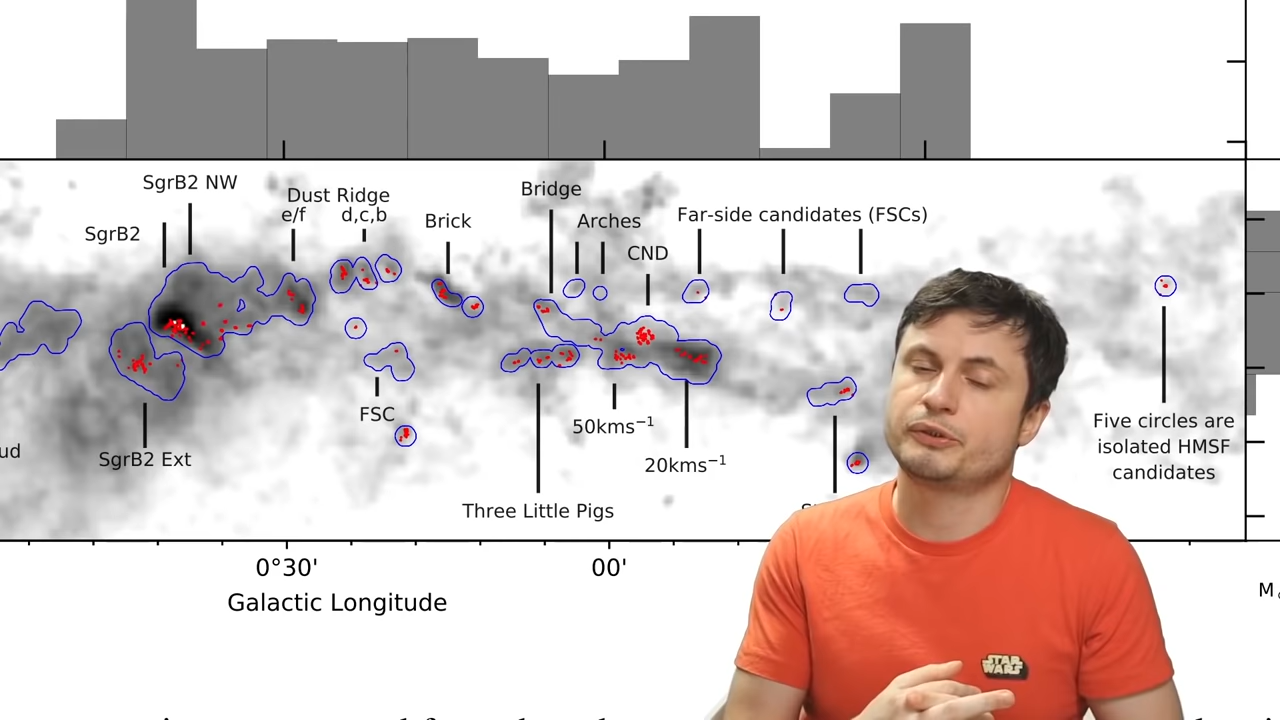 SgrB2 NW
Dust Ridge
e/f d,c,b
SgrB2
Brick
Bridge
Arches
CND
Far-side candidates (FSCs)
FSC
SgrB2 Ext
50kms⁻¹
20kms⁻¹
Three Little Pigs
Five circles are
isolated HMSF
candidates
ud
0°30'
00'
Galactic Longitude
STAR
WARS